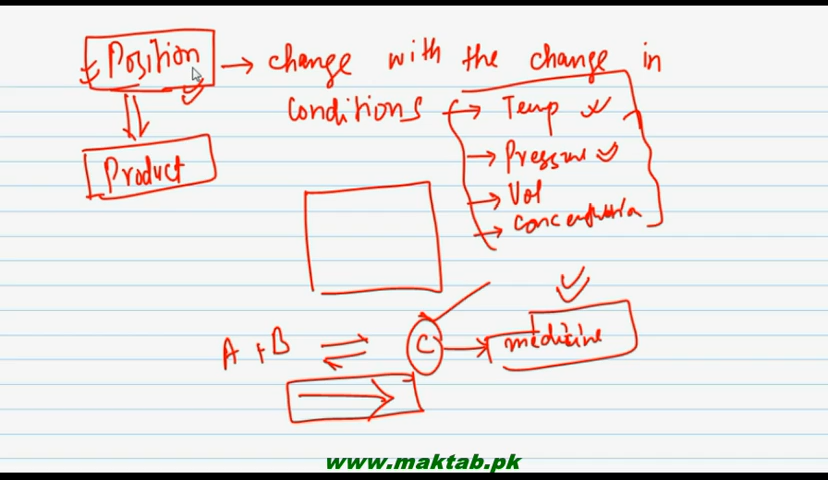 Position → change with the change in
conditions → Temp
→ Pressure
→ Vol
→ Concentration
Product
A + B ⇌ C → medicine
www.maktab.pk